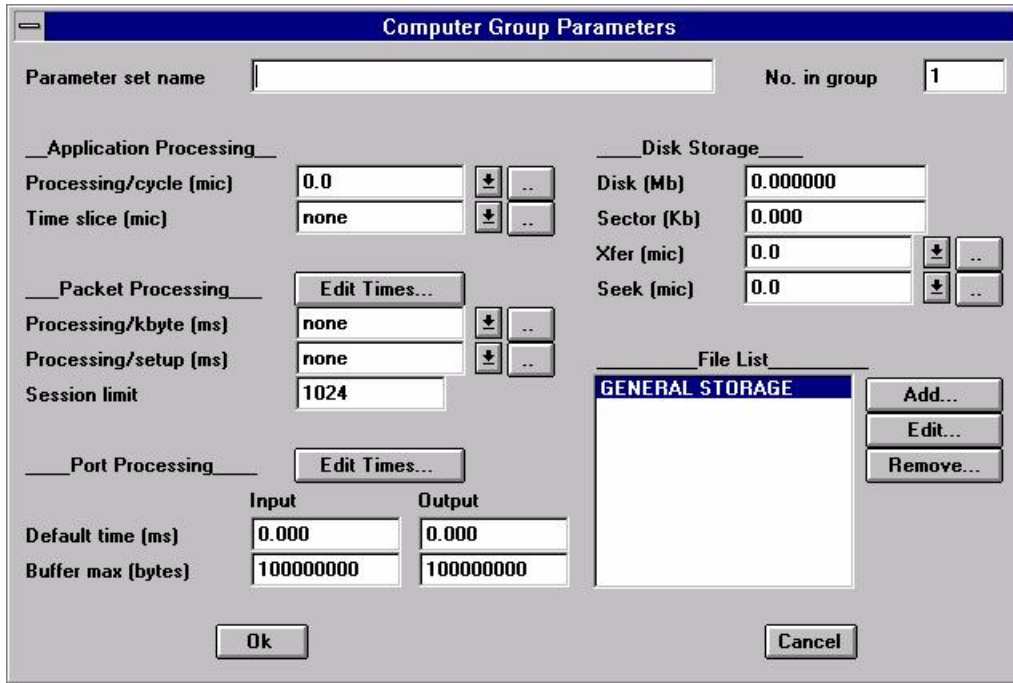 Computer Group Parameters
Parameter set name
No. in group 1
__Application Processing__
Processing/cycle (mic) 0.0 ..
Time slice (mic) none ..
____Disk Storage____
Disk (Mb) 0.000000
Sector (Kb) 0.000
Xfer (mic) 0.0 ..
Seek (mic) 0.0 ..
___Packet Processing___ Edit Times...
Processing/kbyte (ms) none ..
Processing/setup (ms) none ..
Session limit 1024
_________File List_________
GENERAL STORAGE
Add...
Edit...
Remove...
____Port Processing____ Edit Times...
Input Output
Default time (ms) 0.000 0.000
Buffer max (bytes) 100000000 100000000
Ok Cancel